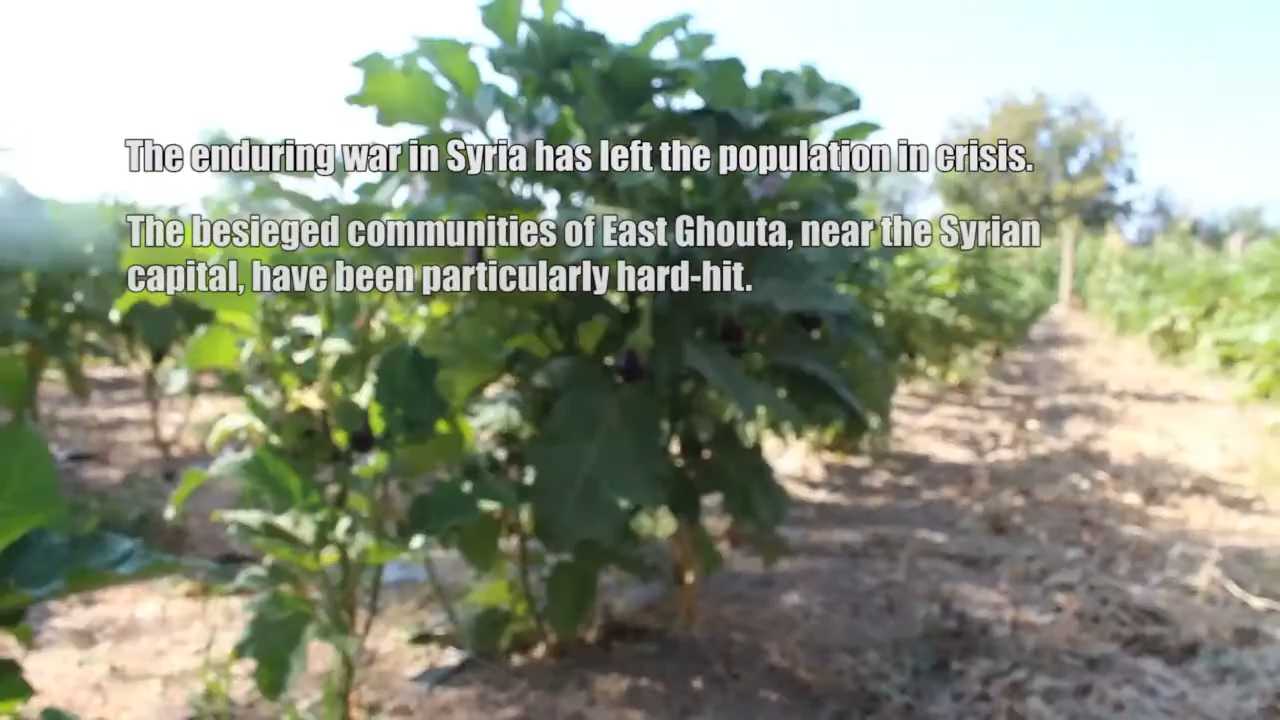 The enduring war in Syria has left the population in crisis.
The besieged communities of East Ghouta, near the Syrian
capital, have been particularly hard-hit.